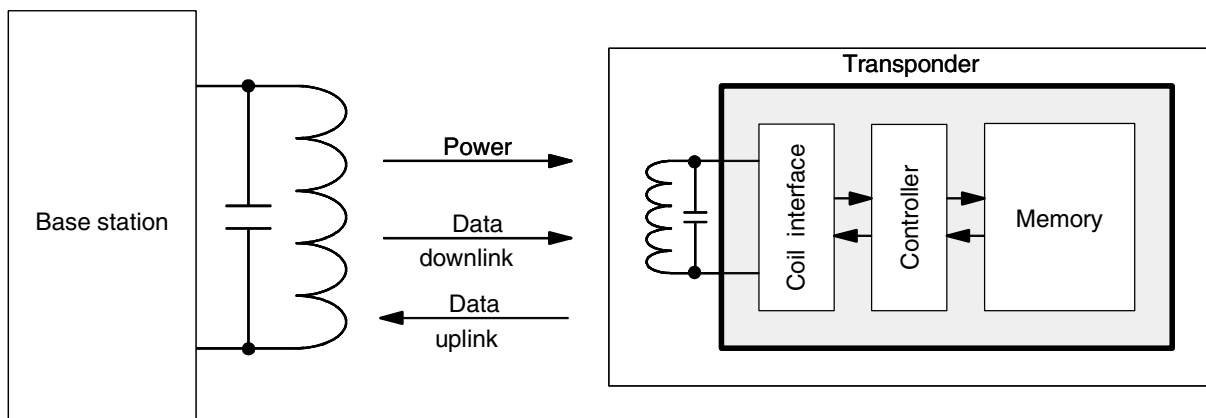 Transponder
Base station
Power
Data
downlink
Data
uplink
Coil interface
Controller
Memory